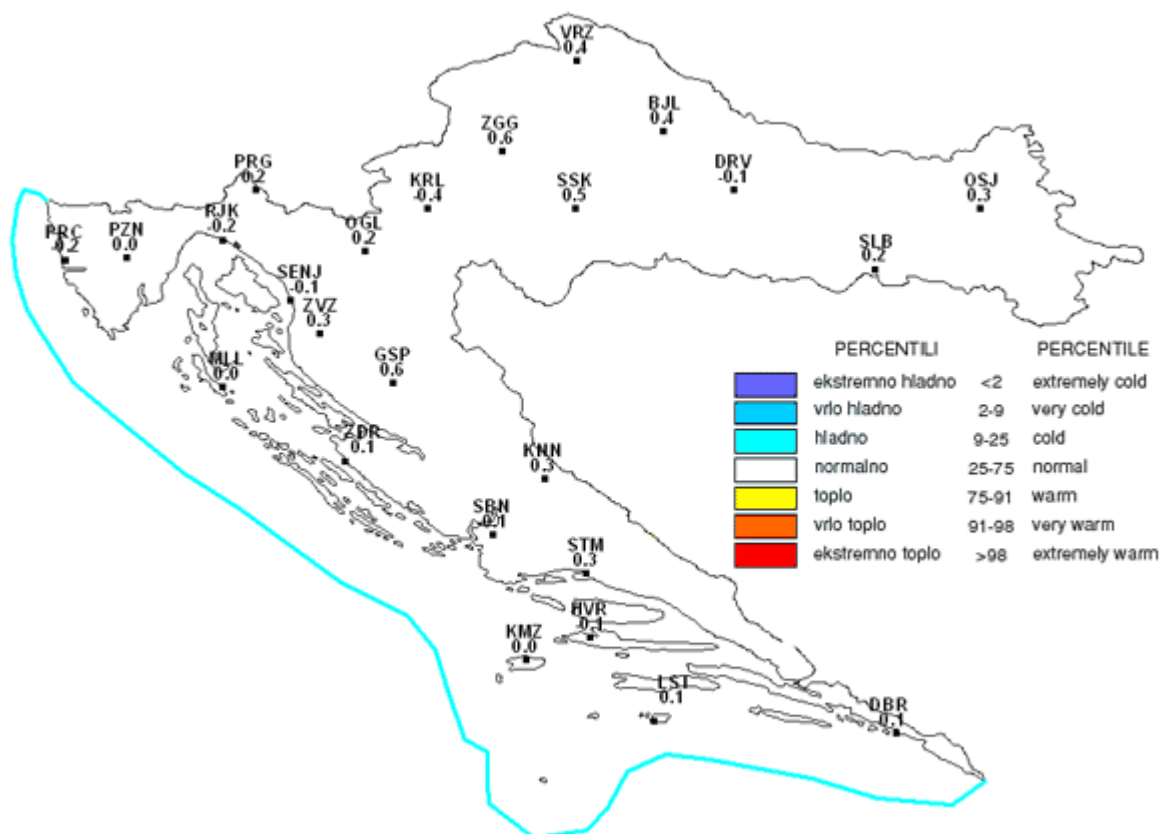 VRZ
0.4
BJL
0.4
ZGG
0.6
PRG
0.2
DRV
-0.1
KRL
-0.4
SSK
0.5
OSJ
0.3
RJK
-0.2
PRC
-0.2
PZN
0.0
OGL
0.2
SLB
0.2
SENJ
-0.1
ZVZ
0.3
MLL
0.0
GSP
0.6
ZDR
0.1
KNN
0.3
SBN
-0.1
STM
0.3
HVR
-0.1
KMZ
0.0
LST
0.1
DBR
0.1
PERCENTILI PERCENTILE
ekstremno hladno <2 extremely cold
vrlo hladno 2-9 very cold
hladno 9-25 cold
normalno 25-75 normal
toplo 75-91 warm
vrlo toplo 91-98 very warm
ekstremno toplo >98 extremely warm